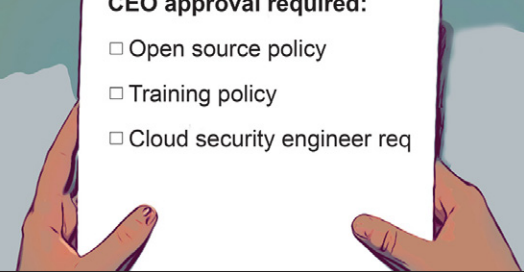 CEO approval required:
☐ Open source policy
☐ Training policy
☐ Cloud security engineer req